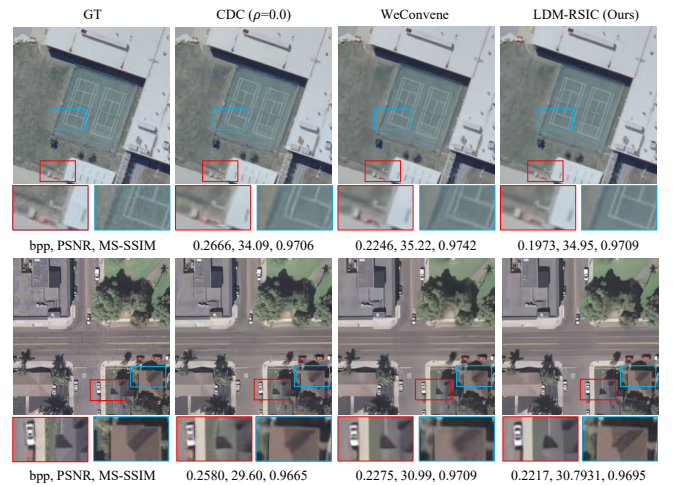 GT CDC (ρ=0.0) WeConvene LDM-RSIC (Ours)
bpp, PSNR, MS-SSIM 0.2666, 34.09, 0.9706 0.2246, 35.22, 0.9742 0.1973, 34.95, 0.9709
bpp, PSNR, MS-SSIM 0.2580, 29.60, 0.9665 0.2275, 30.99, 0.9709 0.2217, 30.7931, 0.9695